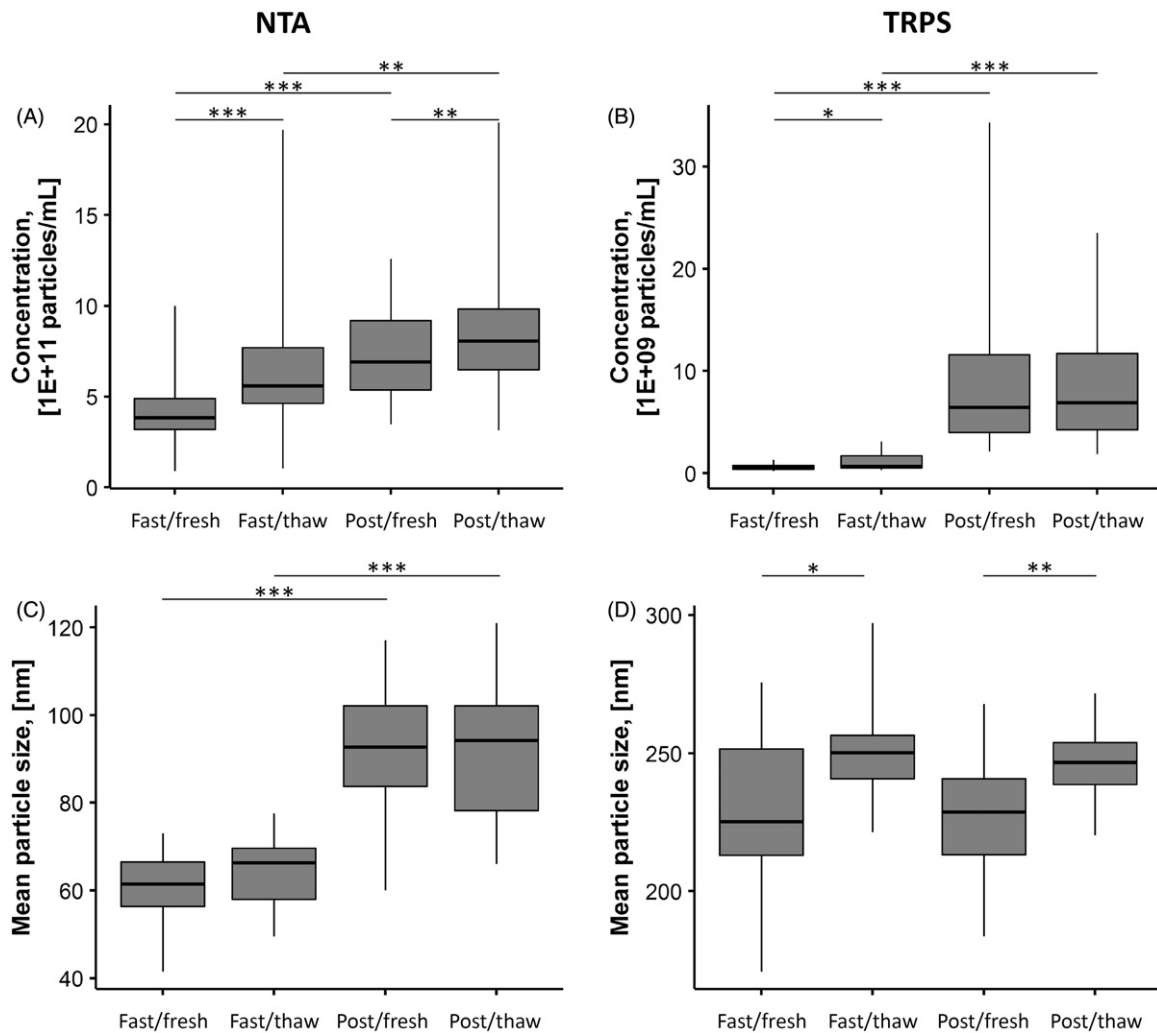 NTA
TRPS
(A)
**
***
***
**
Concentration,
[1E+11 particles/mL]
20
15
10
5
0
Fast/fresh Fast/thaw Post/fresh Post/thaw
(B)
***
***
*
Concentration,
[1E+09 particles/mL]
30
20
10
0
Fast/fresh Fast/thaw Post/fresh Post/thaw
(C)
***
***
Mean particle size, [nm]
120
100
80
60
40
Fast/fresh Fast/thaw Post/fresh Post/thaw
(D)
*
**
Mean particle size, [nm]
300
250
200
Fast/fresh Fast/thaw Post/fresh Post/thaw